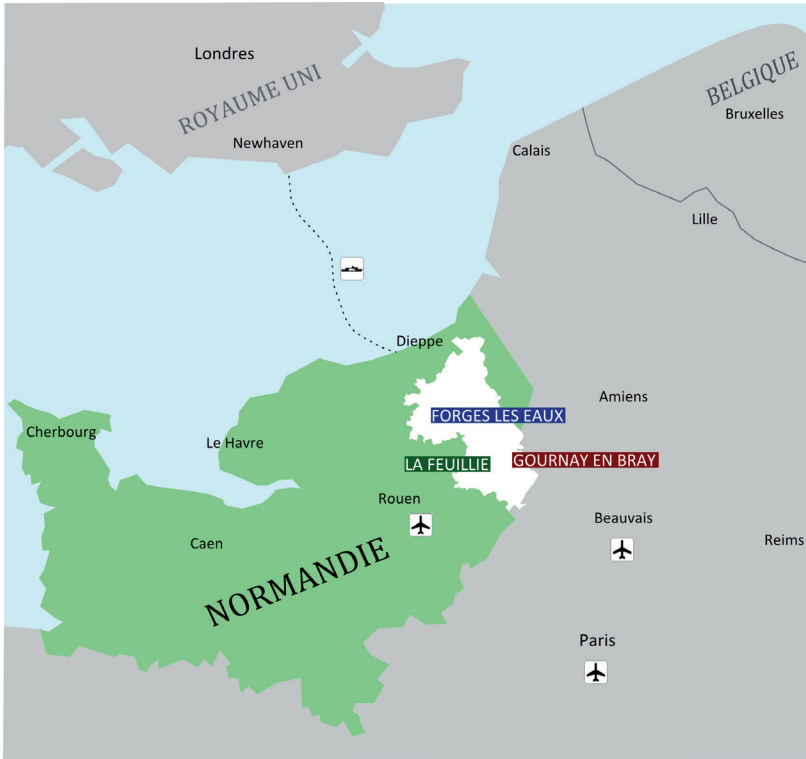 Londres
ROYAUME UNI
BELGIQUE
Bruxelles
Newhaven
Calais
Lille
Dieppe
Amiens
FORGES LES EAUX
Cherbourg
Le Havre
LA FEUILLIE
GOURNAY EN BRAY
Rouen
Beauvais
Caen
Reims
NORMANDIE
Paris